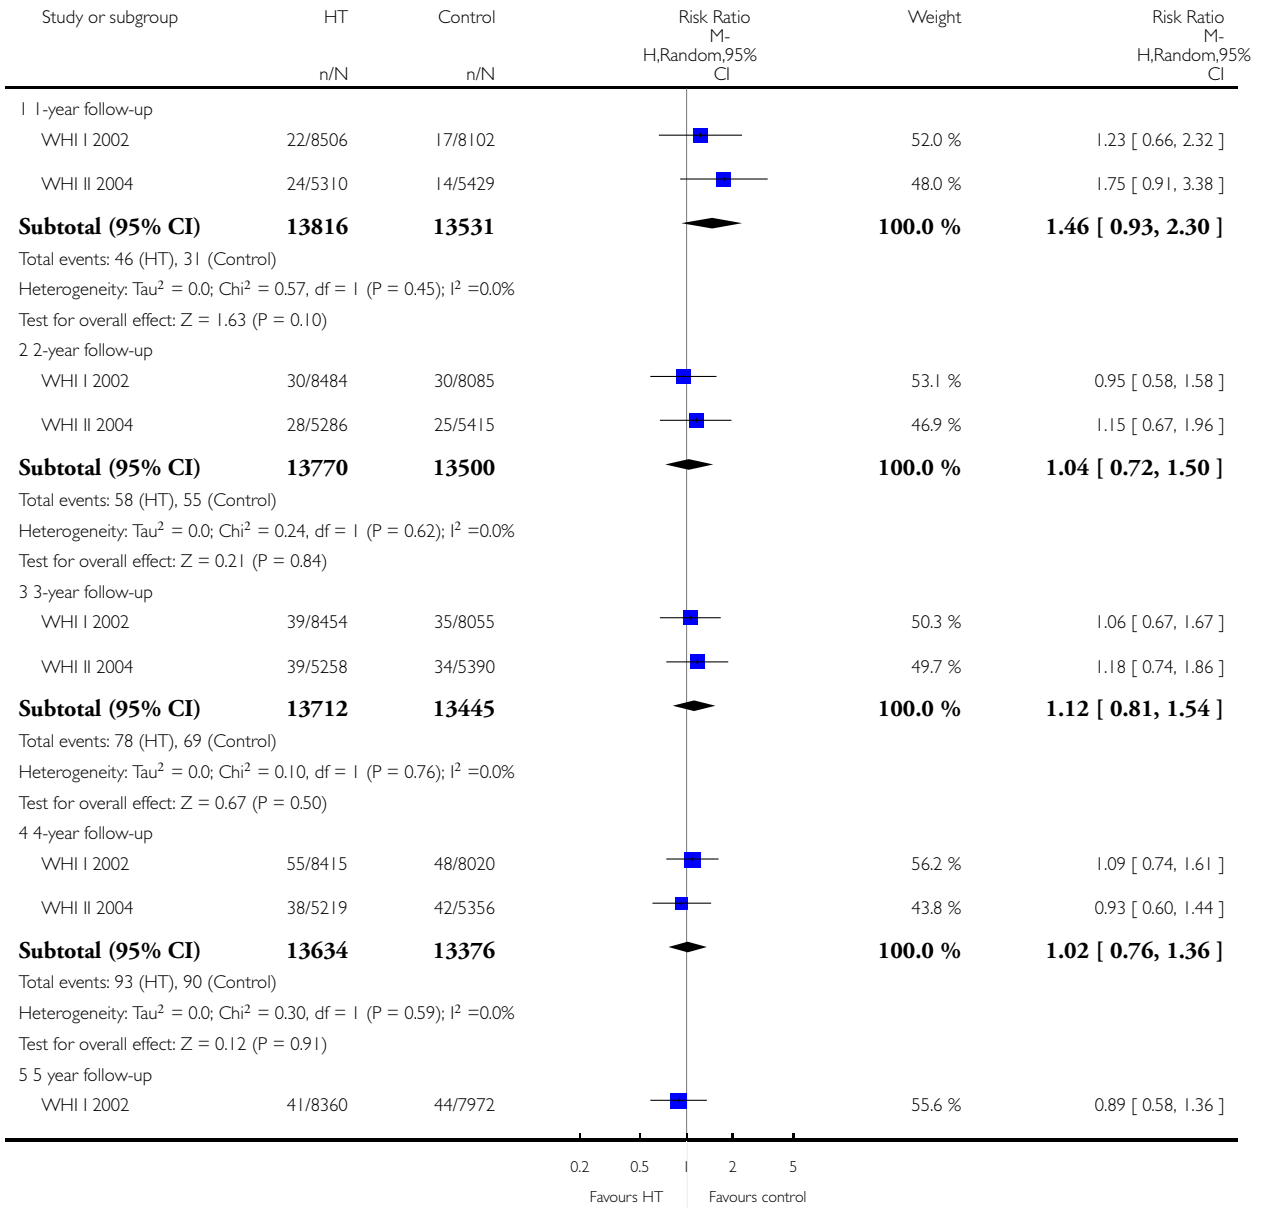 Study or subgroup HT Control Risk Ratio Weight Risk Ratio
M- M-
H,Random,95% H,Random,95%
n/N n/N CI CI
1 1-year follow-up
WHI I 2002 22/8506 17/8102 52.0 % 1.23 [ 0.66, 2.32 ]
WHI II 2004 24/5310 14/5429 48.0 % 1.75 [ 0.91, 3.38 ]
Subtotal (95% CI) 13816 13531 100.0 % 1.46 [ 0.93, 2.30 ]
Total events: 46 (HT), 31 (Control)
Heterogeneity: Tau² = 0.0; Chi² = 0.57, df = 1 (P = 0.45); I² =0.0%
Test for overall effect: Z = 1.63 (P = 0.10)
2 2-year follow-up
WHI I 2002 30/8484 30/8085 53.1 % 0.95 [ 0.58, 1.58 ]
WHI II 2004 28/5286 25/5415 46.9 % 1.15 [ 0.67, 1.96 ]
Subtotal (95% CI) 13770 13500 100.0 % 1.04 [ 0.72, 1.50 ]
Total events: 58 (HT), 55 (Control)
Heterogeneity: Tau² = 0.0; Chi² = 0.24, df = 1 (P = 0.62); I² =0.0%
Test for overall effect: Z = 0.21 (P = 0.84)
3 3-year follow-up
WHI I 2002 39/8454 35/8055 50.3 % 1.06 [ 0.67, 1.67 ]
WHI II 2004 39/5258 34/5390 49.7 % 1.18 [ 0.74, 1.86 ]
Subtotal (95% CI) 13712 13445 100.0 % 1.12 [ 0.81, 1.54 ]
Total events: 78 (HT), 69 (Control)
Heterogeneity: Tau² = 0.0; Chi² = 0.10, df = 1 (P = 0.76); I² =0.0%
Test for overall effect: Z = 0.67 (P = 0.50)
4 4-year follow-up
WHI I 2002 55/8415 48/8020 56.2 % 1.09 [ 0.74, 1.61 ]
WHI II 2004 38/5219 42/5356 43.8 % 0.93 [ 0.60, 1.44 ]
Subtotal (95% CI) 13634 13376 100.0 % 1.02 [ 0.76, 1.36 ]
Total events: 93 (HT), 90 (Control)
Heterogeneity: Tau² = 0.0; Chi² = 0.30, df = 1 (P = 0.59); I² =0.0%
Test for overall effect: Z = 0.12 (P = 0.91)
5 5 year follow-up
WHI I 2002 41/8360 44/7972 55.6 % 0.89 [ 0.58, 1.36 ]
0.2 0.5 1 2 5
Favours HT Favours control